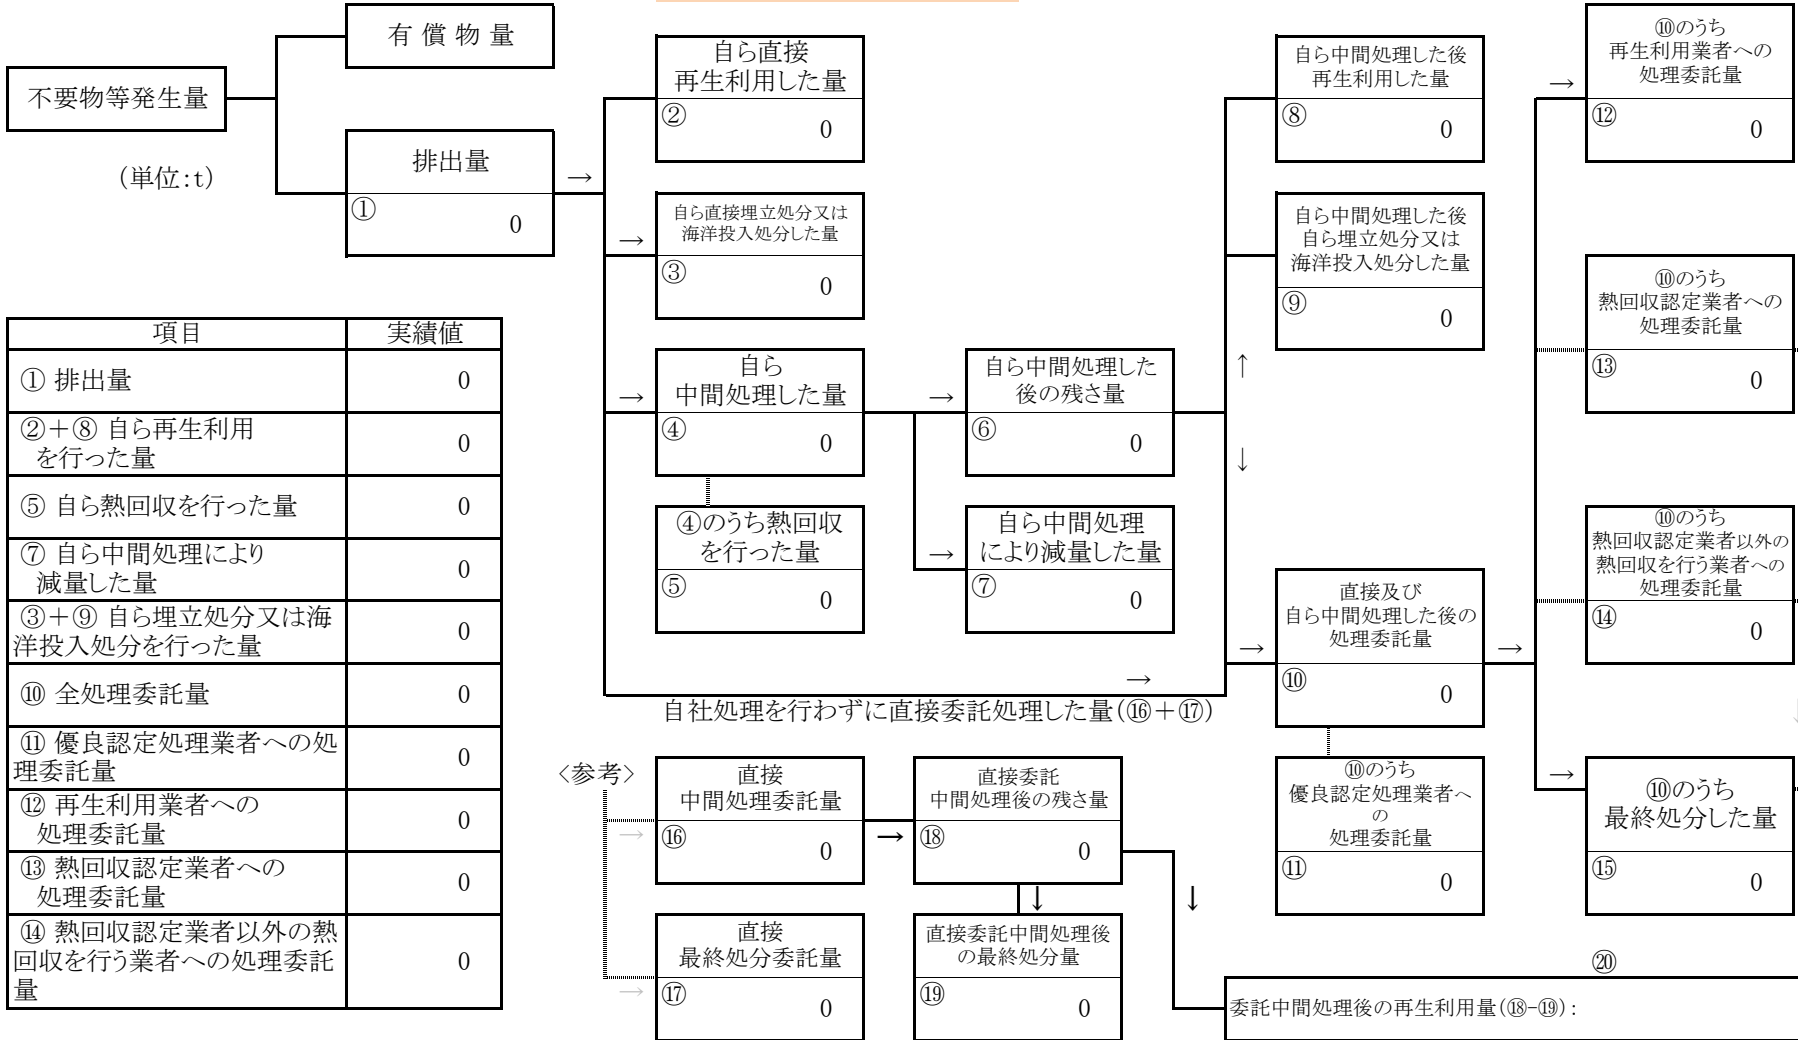 不要物等発生量
(単位:t)
有 償 物 量
排出量
①
0
→
自ら直接
再生利用した量
②
0
→
自ら直接埋立処分又は
海洋投入処分した量
③
0
→
自ら
中間処理した量
④
0
④のうち熱回収
を行った量
⑤
0
→
自ら中間処理した
後の残さ量
⑥
0
→
自ら中間処理
により減量した量
⑦
0
自ら中間処理した後
再生利用した量
⑧
0
自ら中間処理した後
自ら埋立処分又は
海洋投入処分した量
⑨
0
↑
↓
→
自社処理を行わずに直接委託処理した量(⑯+⑰)
→
直接及び
自ら中間処理した後の
処理委託量
⑩
0
⑩のうち
優良認定処理業者へ
の
処理委託量
⑪
0
→
→
⑩のうち
再生利用業者への
処理委託量
⑫
0
⑩のうち
熱回収認定業者への
処理委託量
⑬
0
⑩のうち
熱回収認定業者以外の
熱回収を行う業者への
処理委託量
⑭
0
→
⑩のうち
最終処分した量
⑮
0
↓
項目 実績値
① 排出量 0
②+⑧ 自ら再生利用
を行った量 0
⑤ 自ら熱回収を行った量 0
⑦ 自ら中間処理により
減量した量 0
③+⑨ 自ら埋立処分又は海
洋投入処分を行った量 0
⑩ 全処理委託量 0
⑪ 優良認定処理業者への処
理委託量 0
⑫ 再生利用業者への
処理委託量 0
⑬ 熱回収認定業者への
処理委託量 0
⑭ 熱回収認定業者以外の熱
回収を行う業者への処理委託
量 0
<参考>
→
直接
中間処理委託量
⑯
0
→
直接委託
中間処理後の残さ量
⑱
0
→
直接
最終処分委託量
⑰
0
↓
直接委託中間処理後
の最終処分量
⑲
0
↓
⑳
委託中間処理後の再生利用量(⑱-⑲):